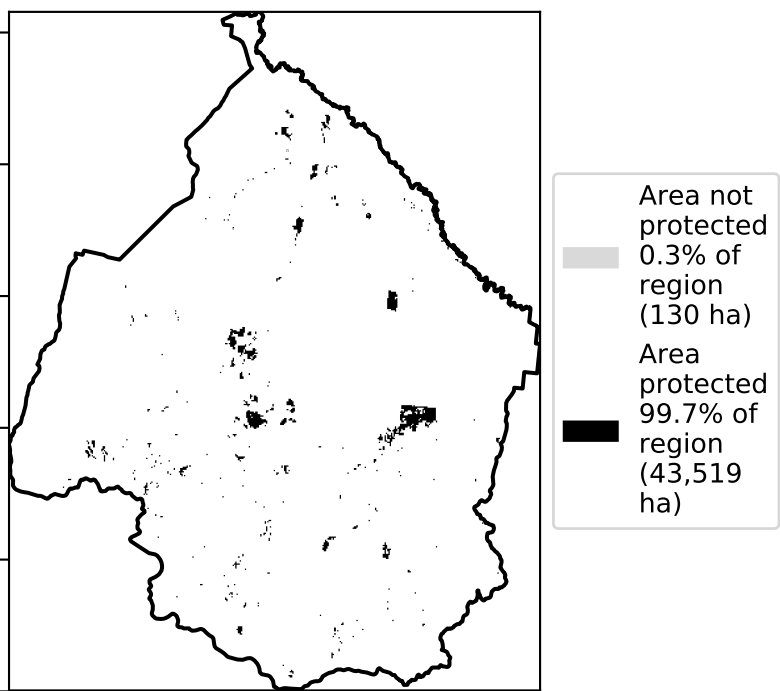 Area not
protected
0.3% of
region
(130 ha)
Area
protected
99.7% of
region
(43,519
ha)